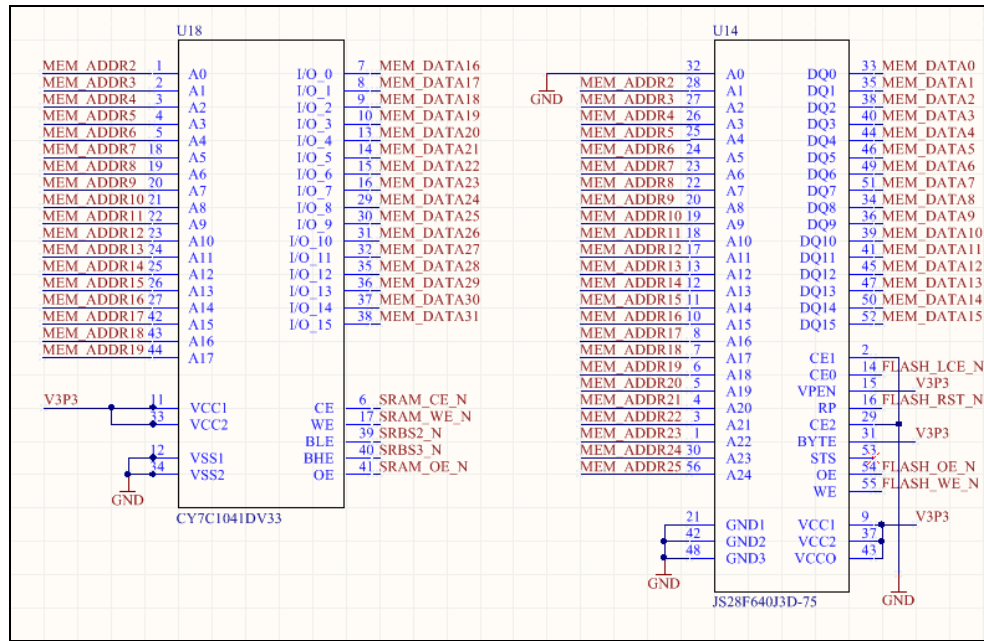 U18
MEM_ADDR2 1 A0 I/O_0 7 MEM_DATA16
MEM_ADDR3 2 A1 I/O_1 8 MEM_DATA17
MEM_ADDR4 3 A2 I/O_2 9 MEM_DATA18
MEM_ADDR5 4 A3 I/O_3 10 MEM_DATA19
MEM_ADDR6 5 A4 I/O_4 13 MEM_DATA20
MEM_ADDR7 18 A5 I/O_5 14 MEM_DATA21
MEM_ADDR8 19 A6 I/O_6 15 MEM_DATA22
MEM_ADDR9 20 A7 I/O_7 16 MEM_DATA23
MEM_ADDR10 21 A8 I/O_8 29 MEM_DATA24
MEM_ADDR11 22 A9 I/O_9 30 MEM_DATA25
MEM_ADDR12 23 A10 I/O_10 31 MEM_DATA26
MEM_ADDR13 24 A11 I/O_11 32 MEM_DATA27
MEM_ADDR14 25 A12 I/O_12 35 MEM_DATA28
MEM_ADDR15 26 A13 I/O_13 36 MEM_DATA29
MEM_ADDR16 27 A14 I/O_14 37 MEM_DATA30
MEM_ADDR17 42 A15 I/O_15 38 MEM_DATA31
MEM_ADDR18 43 A16
MEM_ADDR19 44 A17
V3P3 11 VCC1 CE 6 SRAM_CE_N
33 VCC2 WE 17 SRAM_WE_N
BLE 39 SRBS2_N
12 VSS1 BHE 40 SRBS3_N
34 VSS2 OE 41 SRAM_OE_N
GND
CY7C1041DV33
U14
GND 32 A0 DQ0 33 MEM_DATA0
MEM_ADDR2 28 A1 DQ1 35 MEM_DATA1
MEM_ADDR3 27 A2 DQ2 38 MEM_DATA2
MEM_ADDR4 26 A3 DQ3 40 MEM_DATA3
MEM_ADDR5 25 A4 DQ4 44 MEM_DATA4
MEM_ADDR6 24 A5 DQ5 46 MEM_DATA5
MEM_ADDR7 23 A6 DQ6 49 MEM_DATA6
MEM_ADDR8 22 A7 DQ7 51 MEM_DATA7
MEM_ADDR9 20 A8 DQ8 34 MEM_DATA8
MEM_ADDR10 19 A9 DQ9 36 MEM_DATA9
MEM_ADDR11 18 A10 DQ10 39 MEM_DATA10
MEM_ADDR12 17 A11 DQ11 41 MEM_DATA11
MEM_ADDR13 13 A12 DQ12 45 MEM_DATA12
MEM_ADDR14 12 A13 DQ13 47 MEM_DATA13
MEM_ADDR15 11 A14 DQ14 50 MEM_DATA14
MEM_ADDR16 10 A15 DQ15 52 MEM_DATA15
MEM_ADDR17 8 A16
MEM_ADDR18 7 A17 CE1 2
MEM_ADDR19 6 A18 CE0 14 FLASH_LCE_N
MEM_ADDR20 5 A19 VPEN 15 V3P3
MEM_ADDR21 4 A20 RP 16 FLASH_RST_N
MEM_ADDR22 3 A21 CE2 29
MEM_ADDR23 1 A22 BYTE 31 V3P3
MEM_ADDR24 30 A23 STS 53
MEM_ADDR25 56 A24 OE 54 FLASH_OE_N
WE 55 FLASH_WE_N
21 GND1 VCC1 9 V3P3
42 GND2 VCC2 37
48 GND3 VCCO 43
GND
GND
JS28F640J3D-75